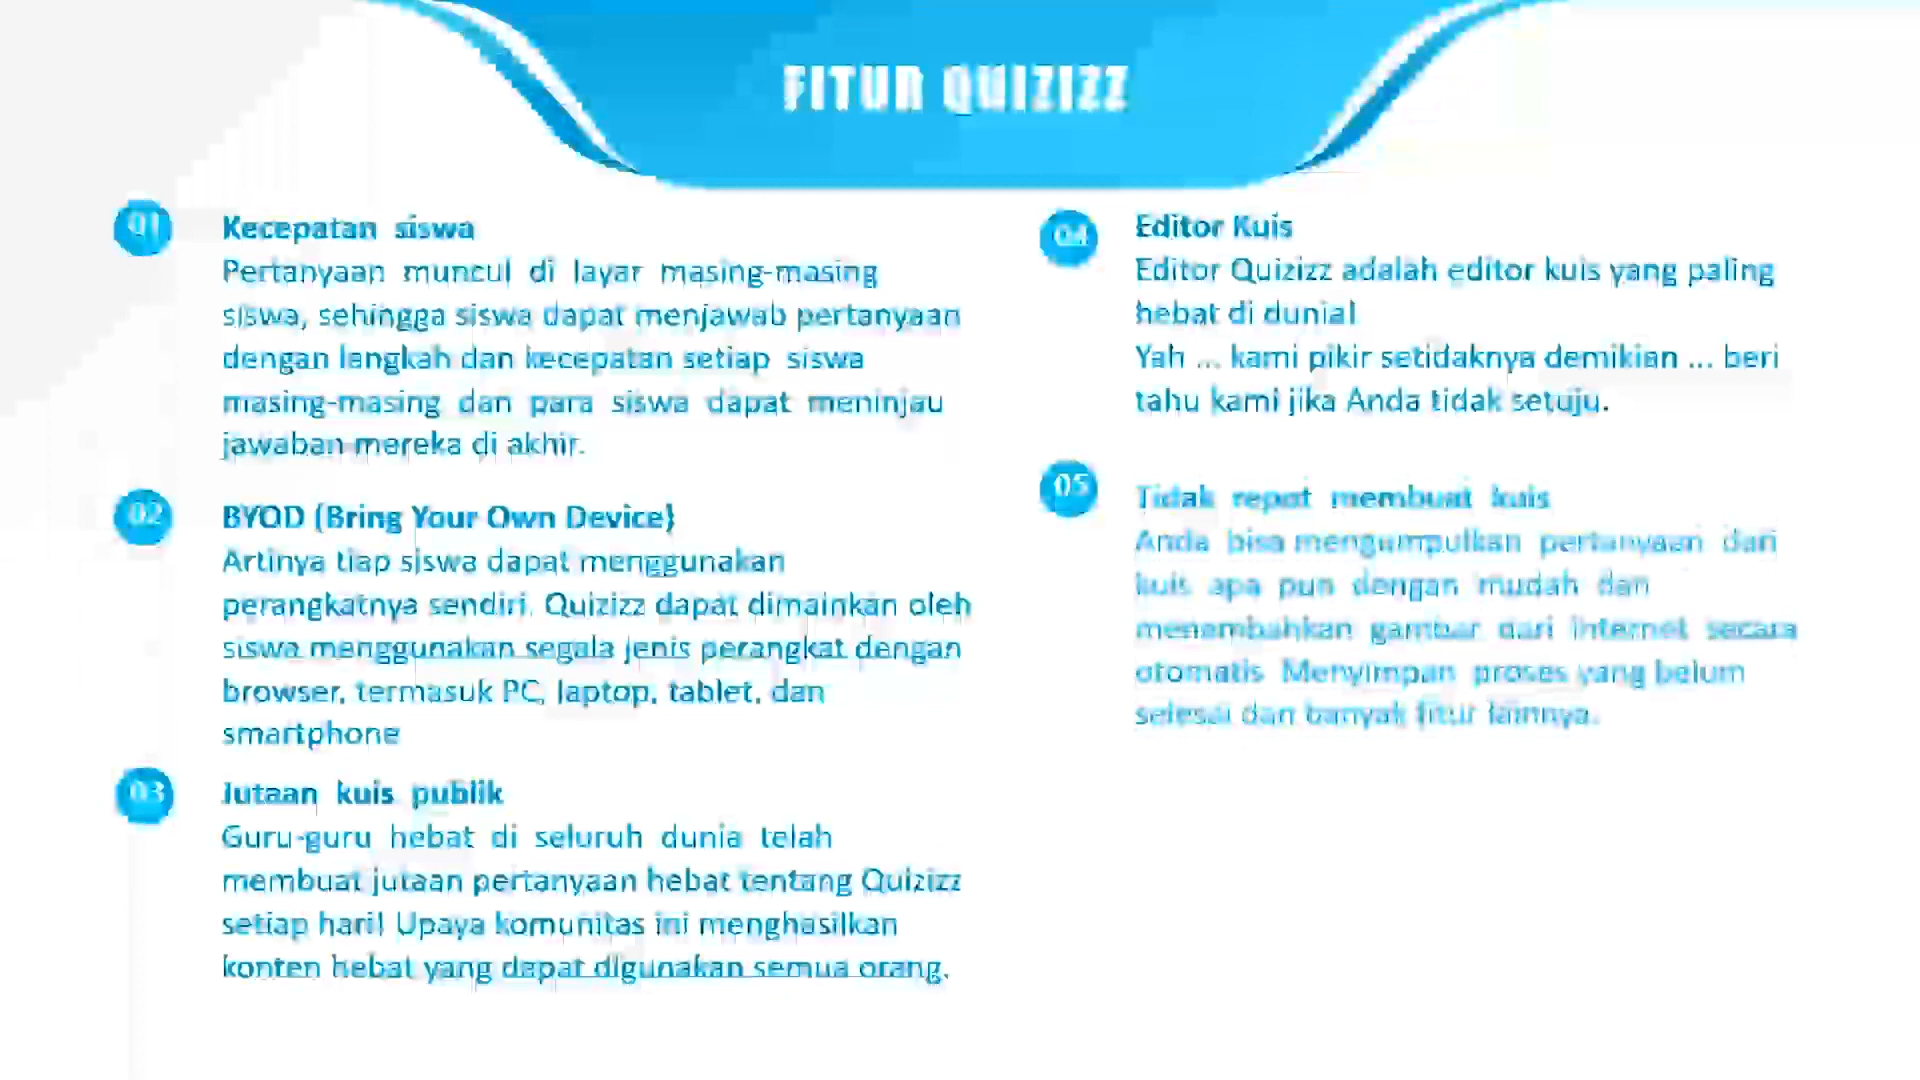 FITUR QUIZIZZ
01
Kecepatan siswa
Pertanyaan muncul di layar masing-masing
siswa, sehingga siswa dapat menjawab pertanyaan
dengan langkah dan kecepatan setiap siswa
masing-masing dan para siswa dapat meninjau
jawaban mereka di akhir.
02
BYOD (Bring Your Own Device)
Artinya tiap siswa dapat menggunakan
perangkatnya sendiri. Quizizz dapat dimainkan oleh
siswa menggunakan segala jenis perangkat dengan
browser, termasuk PC, laptop, tablet, dan
smartphone
03
Jutaan kuis publik
Guru-guru hebat di seluruh dunia telah
membuat jutaan pertanyaan hebat tentang Quizizz
setiap hari! Upaya komunitas ini menghasilkan
konten hebat yang dapat digunakan semua orang.
04
Editor Kuis
Editor Quizizz adalah editor kuis yang paling
hebat di dunia!
Yah ... kami pikir setidaknya demikian ... beri
tahu kami jika Anda tidak setuju.
05
Tidak repot membuat kuis
Anda bisa mengumpulkan pertanyaan dari
kuis apa pun dengan mudah dan
menambahkan gambar dari internet secara
otomatis Menyimpan proses yang belum
selesai dan banyak fitur lainnya.